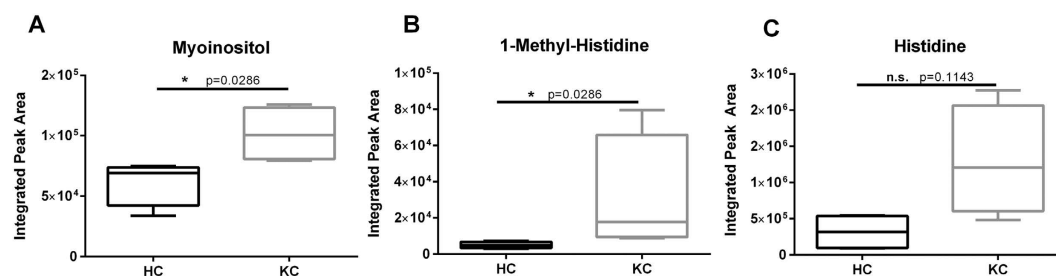 A
Myoinositol
Integrated Peak Area
2×10⁵
1×10⁵
5×10⁴
0
* p=0.0286
HC KC
B
1-Methyl-Histidine
Integrated Peak Area
1×10⁵
8×10⁴
6×10⁴
4×10⁴
2×10⁴
0
* p=0.0286
HC KC
C
Histidine
Integrated Peak Area
3×10⁶
2×10⁶
2×10⁶
1×10⁶
5×10⁵
0
n.s. p=0.1143
HC KC